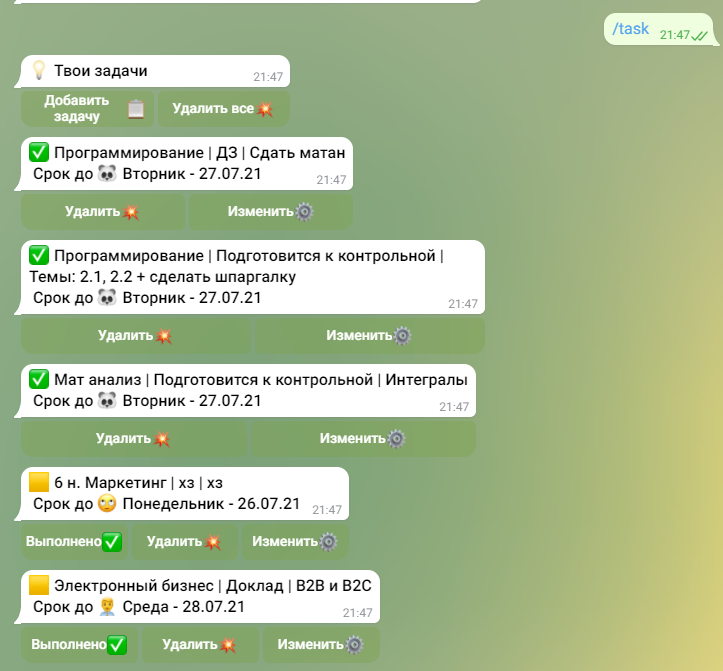 /task 21:47
💡 Твои задачи 21:47
Добавить
задачу 📋 Удалить все💥
✅ Программирование | ДЗ | Сдать матан
Срок до 🐼 Вторник - 27.07.21 21:47
Удалить💥 Изменить⚙️
✅ Программирование | Подготовится к контрольной |
Темы: 2.1, 2.2 + сделать шпаргалку
Срок до 🐼 Вторник - 27.07.21 21:47
Удалить💥 Изменить⚙️
✅ Мат анализ | Подготовится к контрольной | Интегралы
Срок до 🐼 Вторник - 27.07.21 21:47
Удалить💥 Изменить⚙️
🟨 6 н. Маркетинг | хз | хз
Срок до 🙄 Понедельник - 26.07.21 21:47
Выполнено✅ Удалить💥 Изменить⚙️
🟨 Электронный бизнес | Доклад | B2B и B2C
Срок до 🤦‍♂️ Среда - 28.07.21 21:47
Выполнено✅ Удалить💥 Изменить⚙️